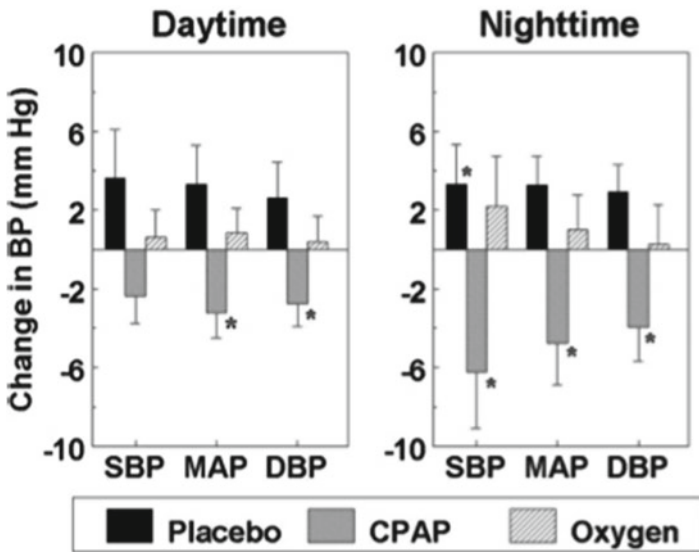 Daytime Nighttime
Change in BP (mm Hg)
10 10
6 6
2 2
-2 -2
-6 -6
-10 -10
* * * * * *
SBP MAP DBP SBP MAP DBP
Placebo CPAP Oxygen